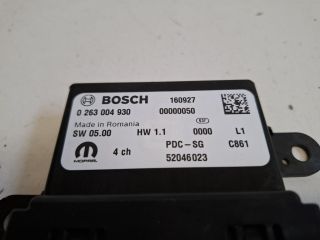 BOSCH 160927
0 263 004 930 00000050
Made in Romania
SW 05.00 HW 1.1 0000 L1
4 ch PDC-SG C861
MOPAR 52046023